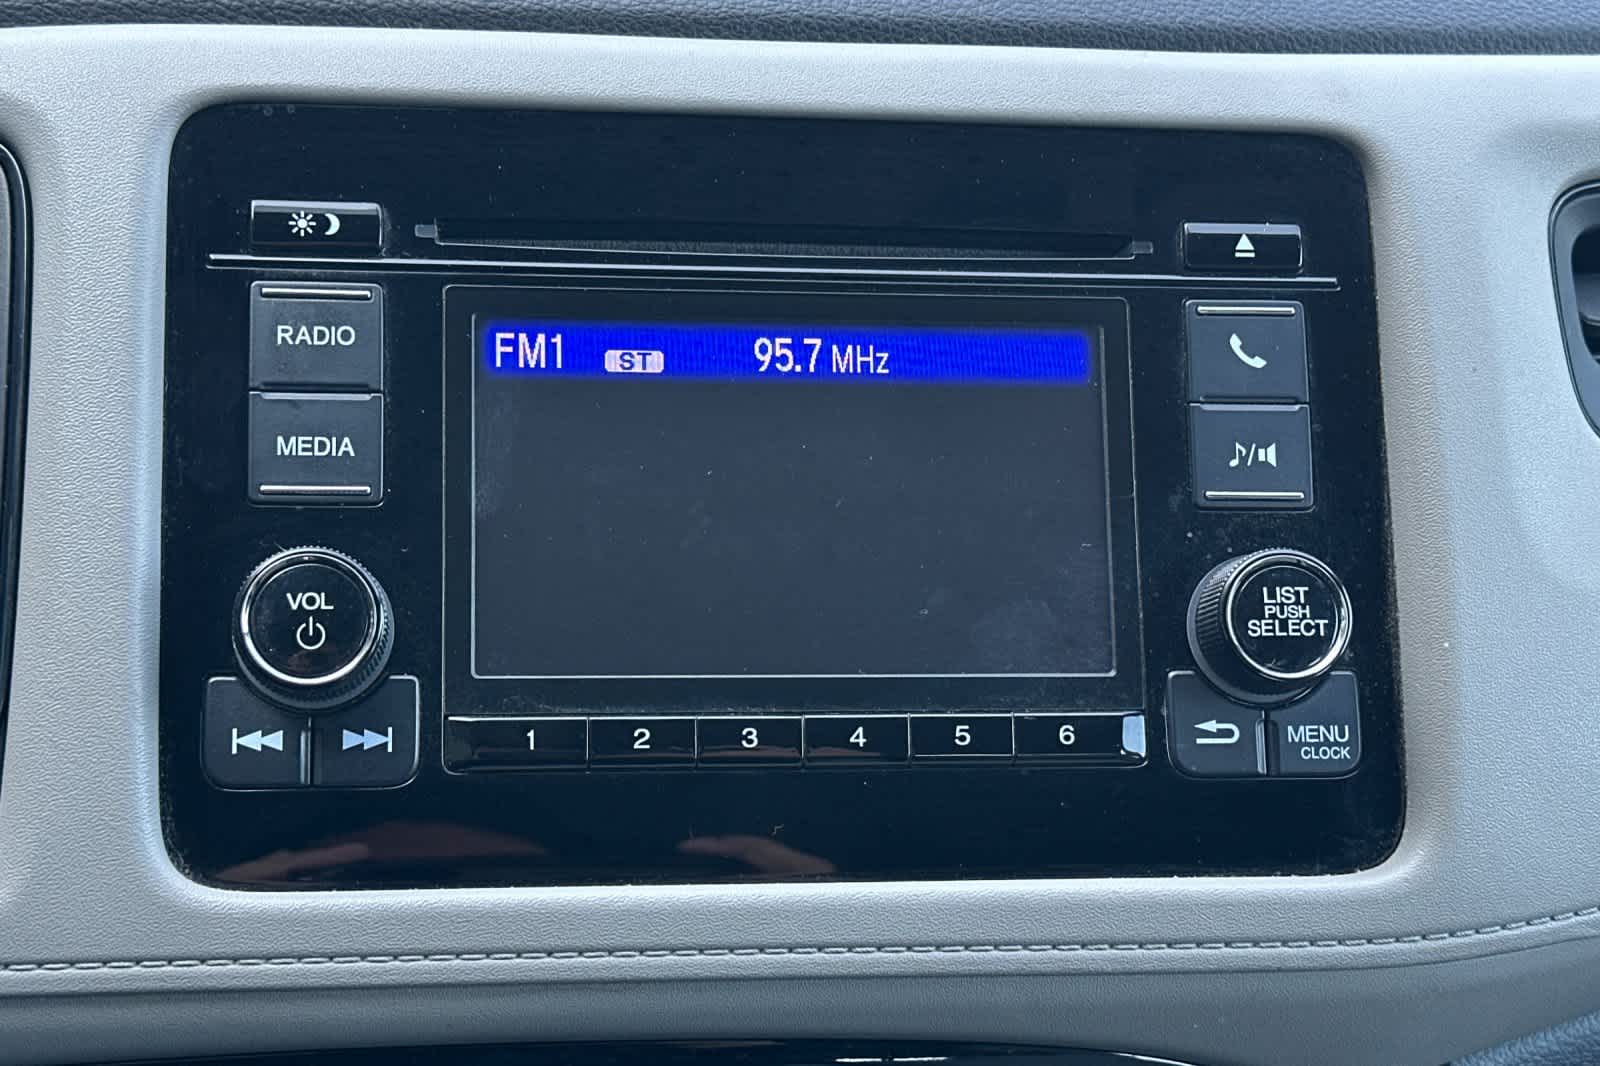 RADIO
MEDIA
FM1 ST 95.7 MHz
VOL
LIST
PUSH
SELECT
1 2 3 4 5 6
MENU
CLOCK